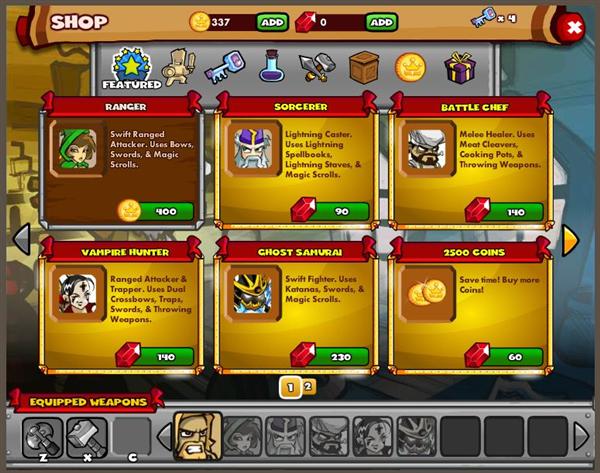 SHOP
337
ADD
0
ADD
x 4
FEATURED
RANGER
Swift Ranged
Attacker. Uses Bows,
Swords, & Magic
Scrolls.
400
SORCERER
Lightning Caster.
Uses Lightning
Spellbooks,
Lightning Staves, &
Magic Scrolls.
90
BATTLE CHEF
Melee Healer. Uses
Meat Cleavers,
Cooking Pots, &
Throwing Weapons.
140
VAMPIRE HUNTER
Ranged Attacker &
Trapper. Uses Dual
Crossbows, Traps,
Swords, & Throwing
Weapons.
140
GHOST SAMURAI
Swift Fighter. Uses
Katanas, Swords, &
Magic Scrolls.
230
2500 COINS
Save time! Buy more
Coins!
60
1 2
EQUIPPED WEAPONS
Z X C